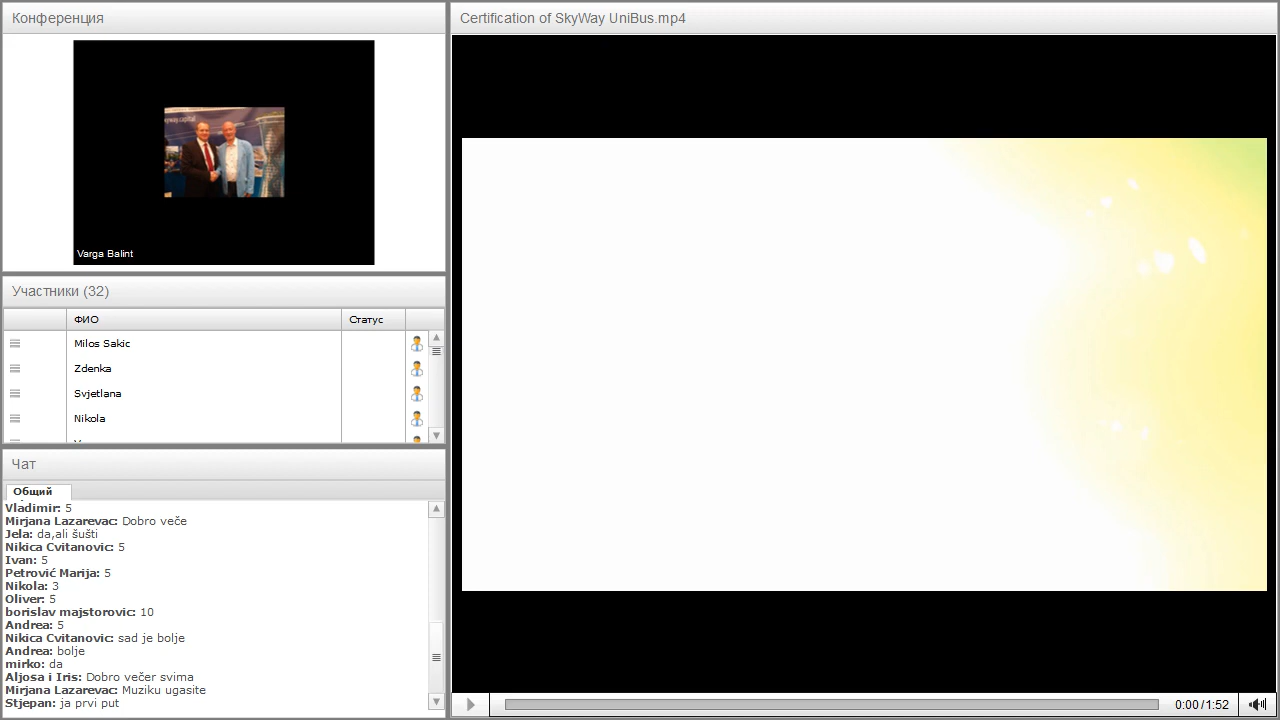 Конференция
skyway capital
Varga Balint
Участники (32)
ФИО Статус
Milos Sakic
Zdenka
Svjetlana
Nikola
Чат
Общий
Vladimir: 5
Mirjana Lazarevac: Dobro veče
Jela: da,ali šušti
Nikica Cvitanovic: 5
Ivan: 5
Petrović Marija: 5
Nikola: 3
Oliver: 5
borislav majstorovic: 10
Andrea: 5
Nikica Cvitanovic: sad je bolje
Andrea: bolje
mirko: da
Aljosa i Iris: Dobro večer svima
Mirjana Lazarevac: Muziku ugasite
Stjepan: ja prvi put
Certification of SkyWay UniBus.mp4
0:00/1:52